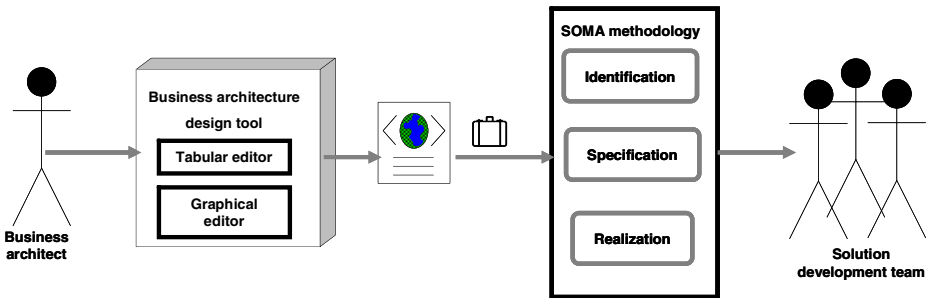 Business
architect
Business architecture
design tool
Tabular editor
Graphical
editor
SOMA methodology
Identification
Specification
Realization
Solution
development team